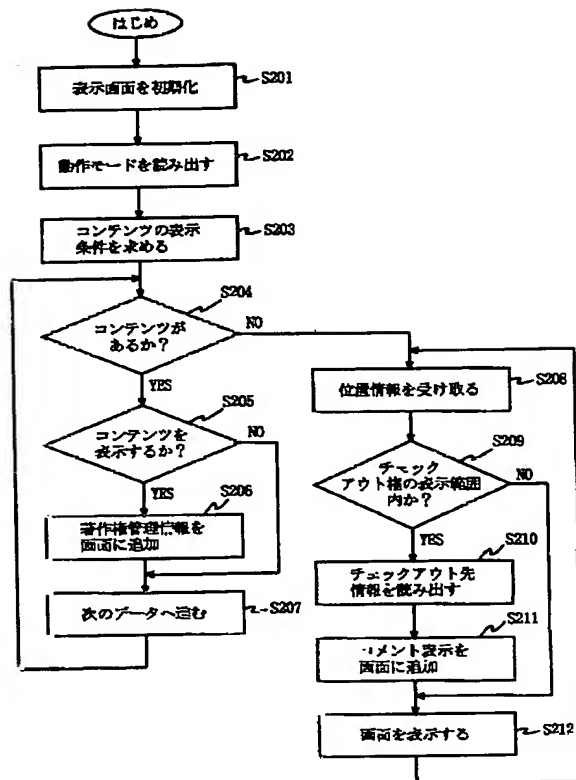 はじめ
表示画面を初期化
S201
動作モードを読み出す
S202
コンテンツの表示
条件を求める
S203
S204
コンテンツが
あるか?
NO
YES
S205
コンテンツを
表示するか?
NO
YES
S206
著作権管理情報を
画面に追加
次のデータへ進む
S207
位置情報を受け取る
S208
S209
チェック
アウト権の表示範囲
内か?
NO
YES
S210
チェックアウト先
情報を読み出す
S211
コメント表示を
画面に追加
画面を表示する
S212